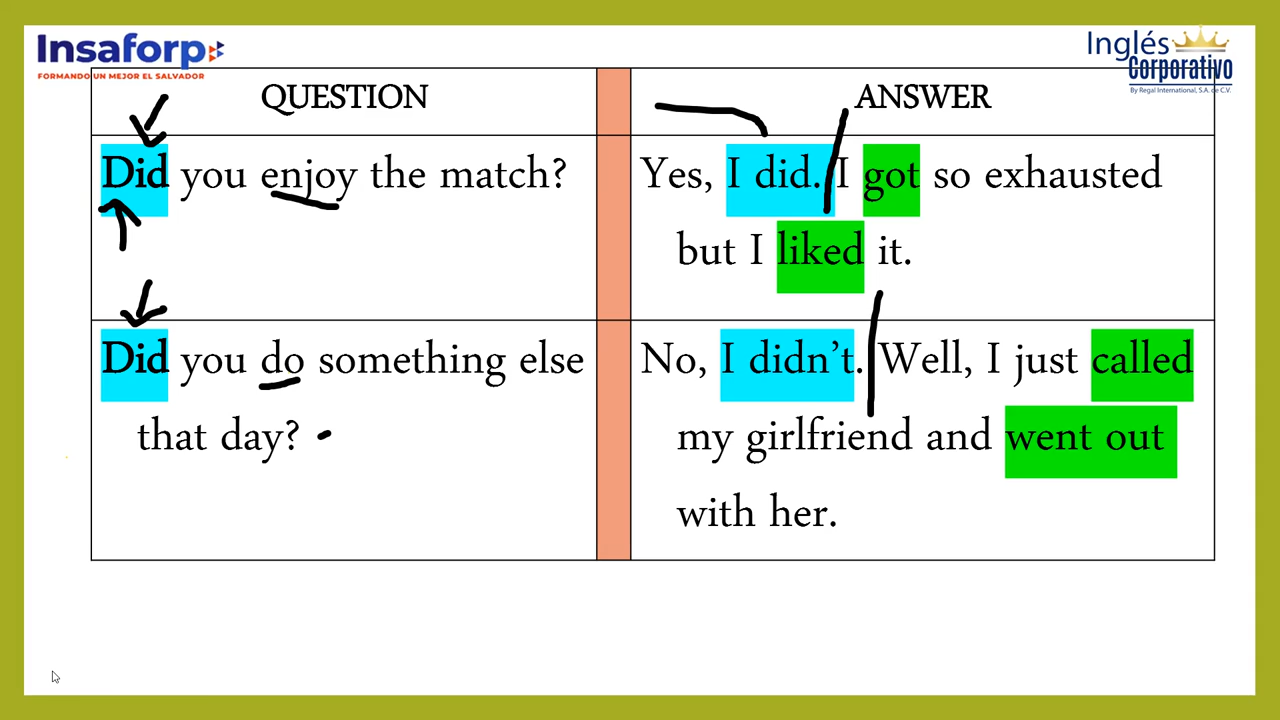 Insaforp
FORMANDO UN MEJOR EL SALVADOR
Inglés
Corporativo
By Regal International, S.A. de C.V.
QUESTION
ANSWER
Did you enjoy the match?
Yes, I did. I got so exhausted
but I liked it.
Did you do something else
that day?
No, I didn't. Well, I just called
my girlfriend and went out
with her.